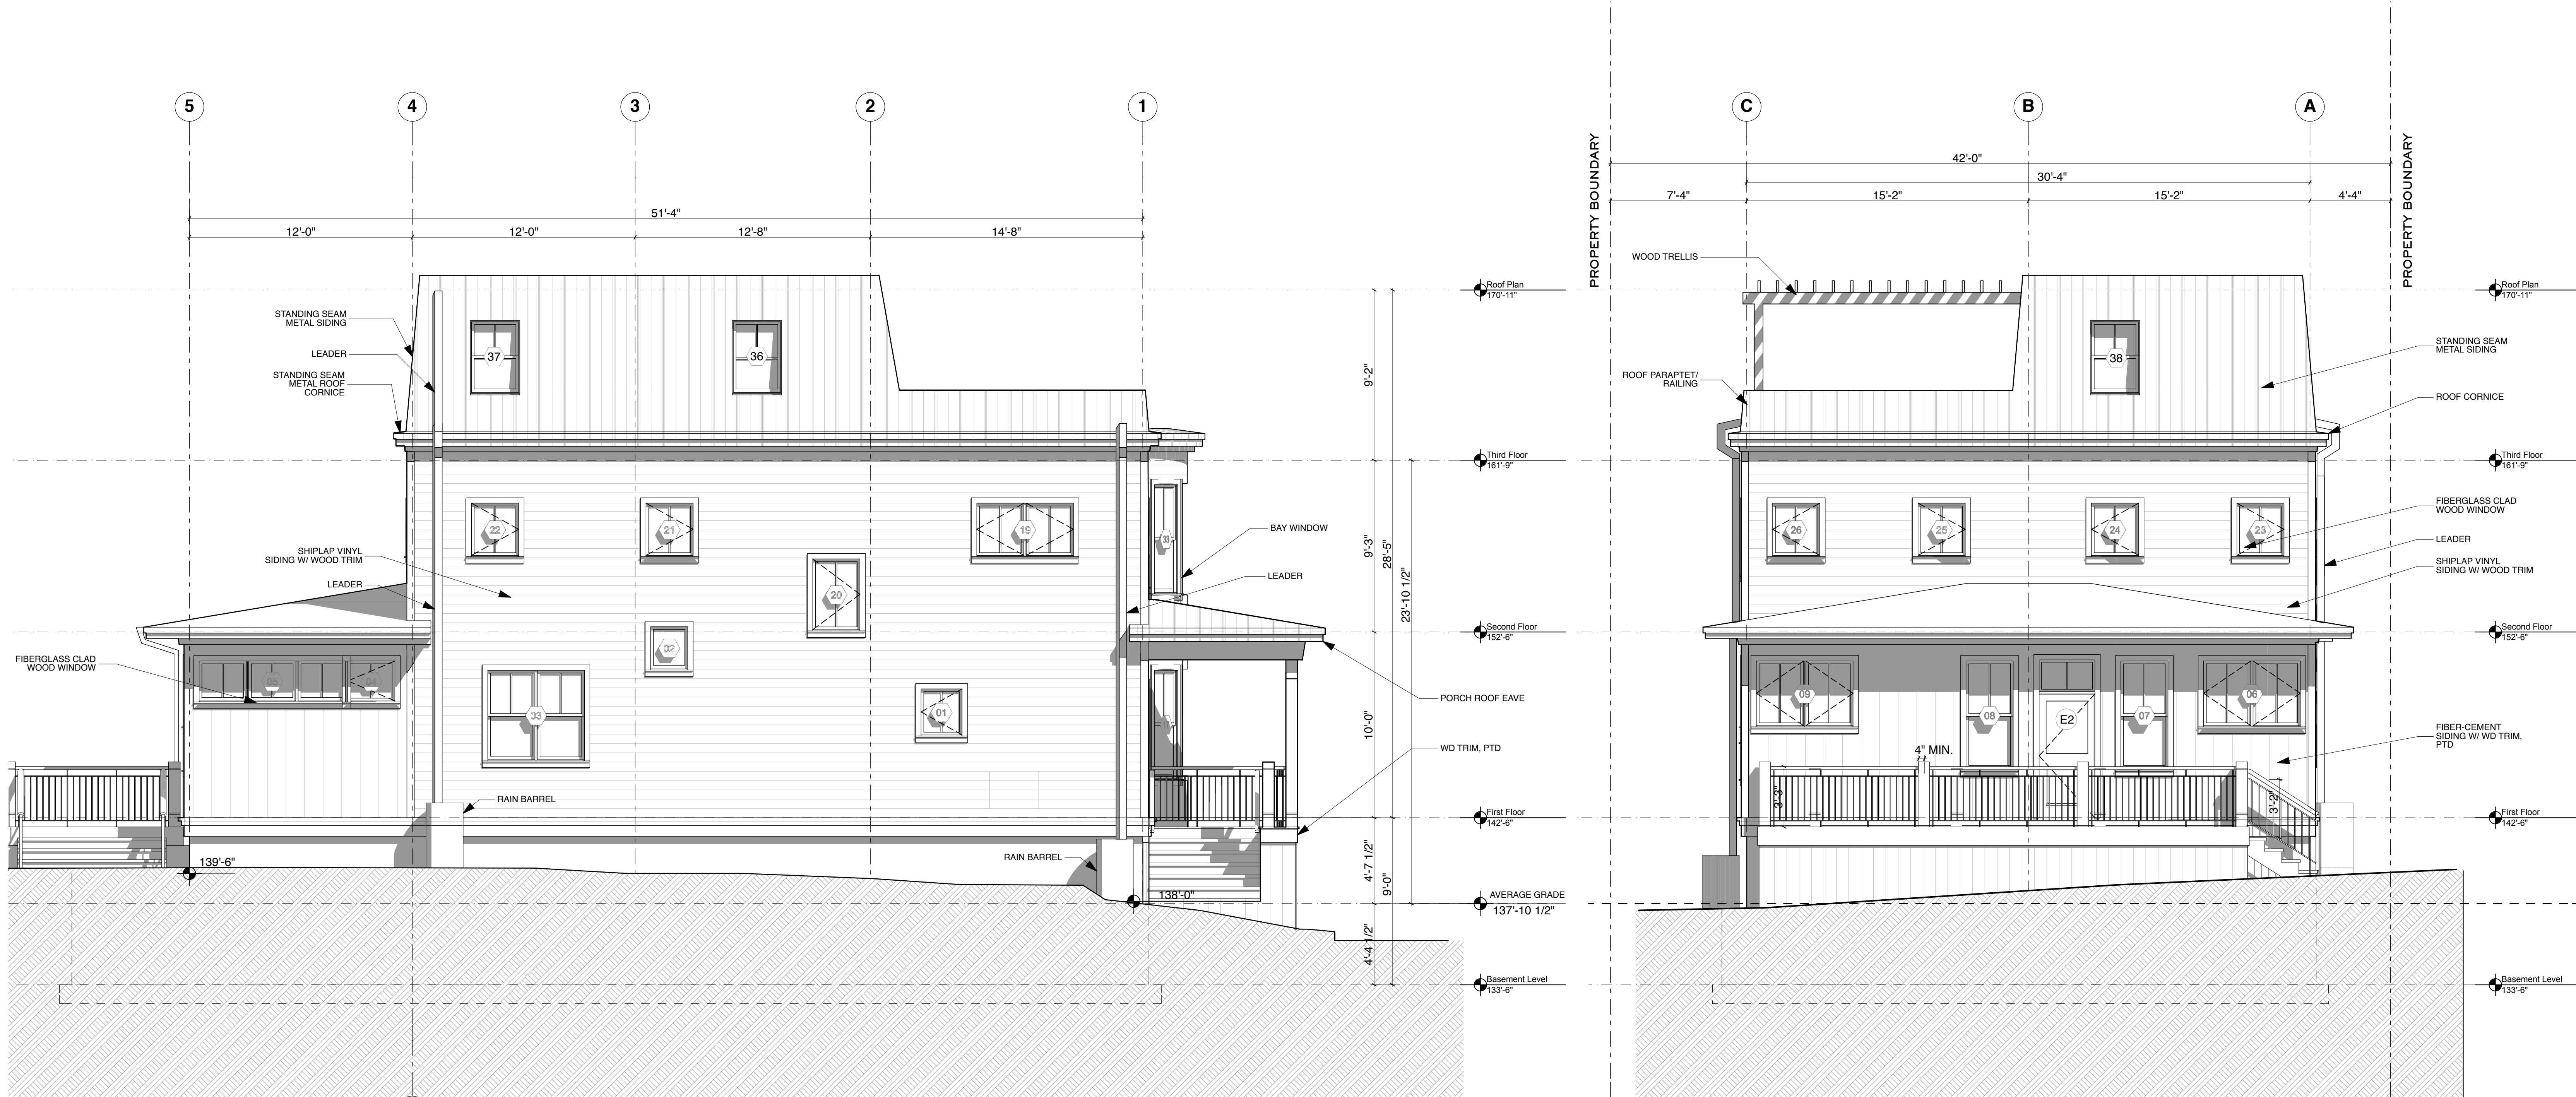 5
4
3
2
1
51'-4"
12'-0"
12'-0"
12'-8"
14'-8"
STANDING SEAM
METAL SIDING
LEADER
STANDING SEAM
METAL ROOF
CORNICE
SHIPLAP VINYL
SIDING W/ WOOD TRIM
LEADER
FIBERGLASS CLAD
WOOD WINDOW
37
36
22
21
19
33
20
02
05
04
03
01
BAY WINDOW
LEADER
PORCH ROOF EAVE
WD TRIM, PTD
RAIN BARREL
RAIN BARREL
139'-6"
138'-0"
9'-2"
9'-3"
28'-5"
23'-10 1/2"
10'-0"
4'-7 1/2"
9'-0"
4'-4 1/2"
Roof Plan
170'-11"
Third Floor
161'-9"
Second Floor
152'-6"
First Floor
142'-6"
AVERAGE GRADE
137'-10 1/2"
Basement Level
133'-6"
PROPERTY BOUNDARY
C
B
A
PROPERTY BOUNDARY
42'-0"
30'-4"
7'-4"
15'-2"
15'-2"
4'-4"
WOOD TRELLIS
ROOF PARAPTET/
RAILING
38
26
25
24
23
09
08
E2
07
06
4" MIN.
3'-3"
3'-2"
STANDING SEAM
METAL SIDING
ROOF CORNICE
FIBERGLASS CLAD
WOOD WINDOW
LEADER
SHIPLAP VINYL
SIDING W/ WOOD TRIM
FIBER-CEMENT
SIDING W/ WD TRIM,
PTD
Roof Plan
170'-11"
Third Floor
161'-9"
Second Floor
152'-6"
First Floor
142'-6"
Basement Level
133'-6"